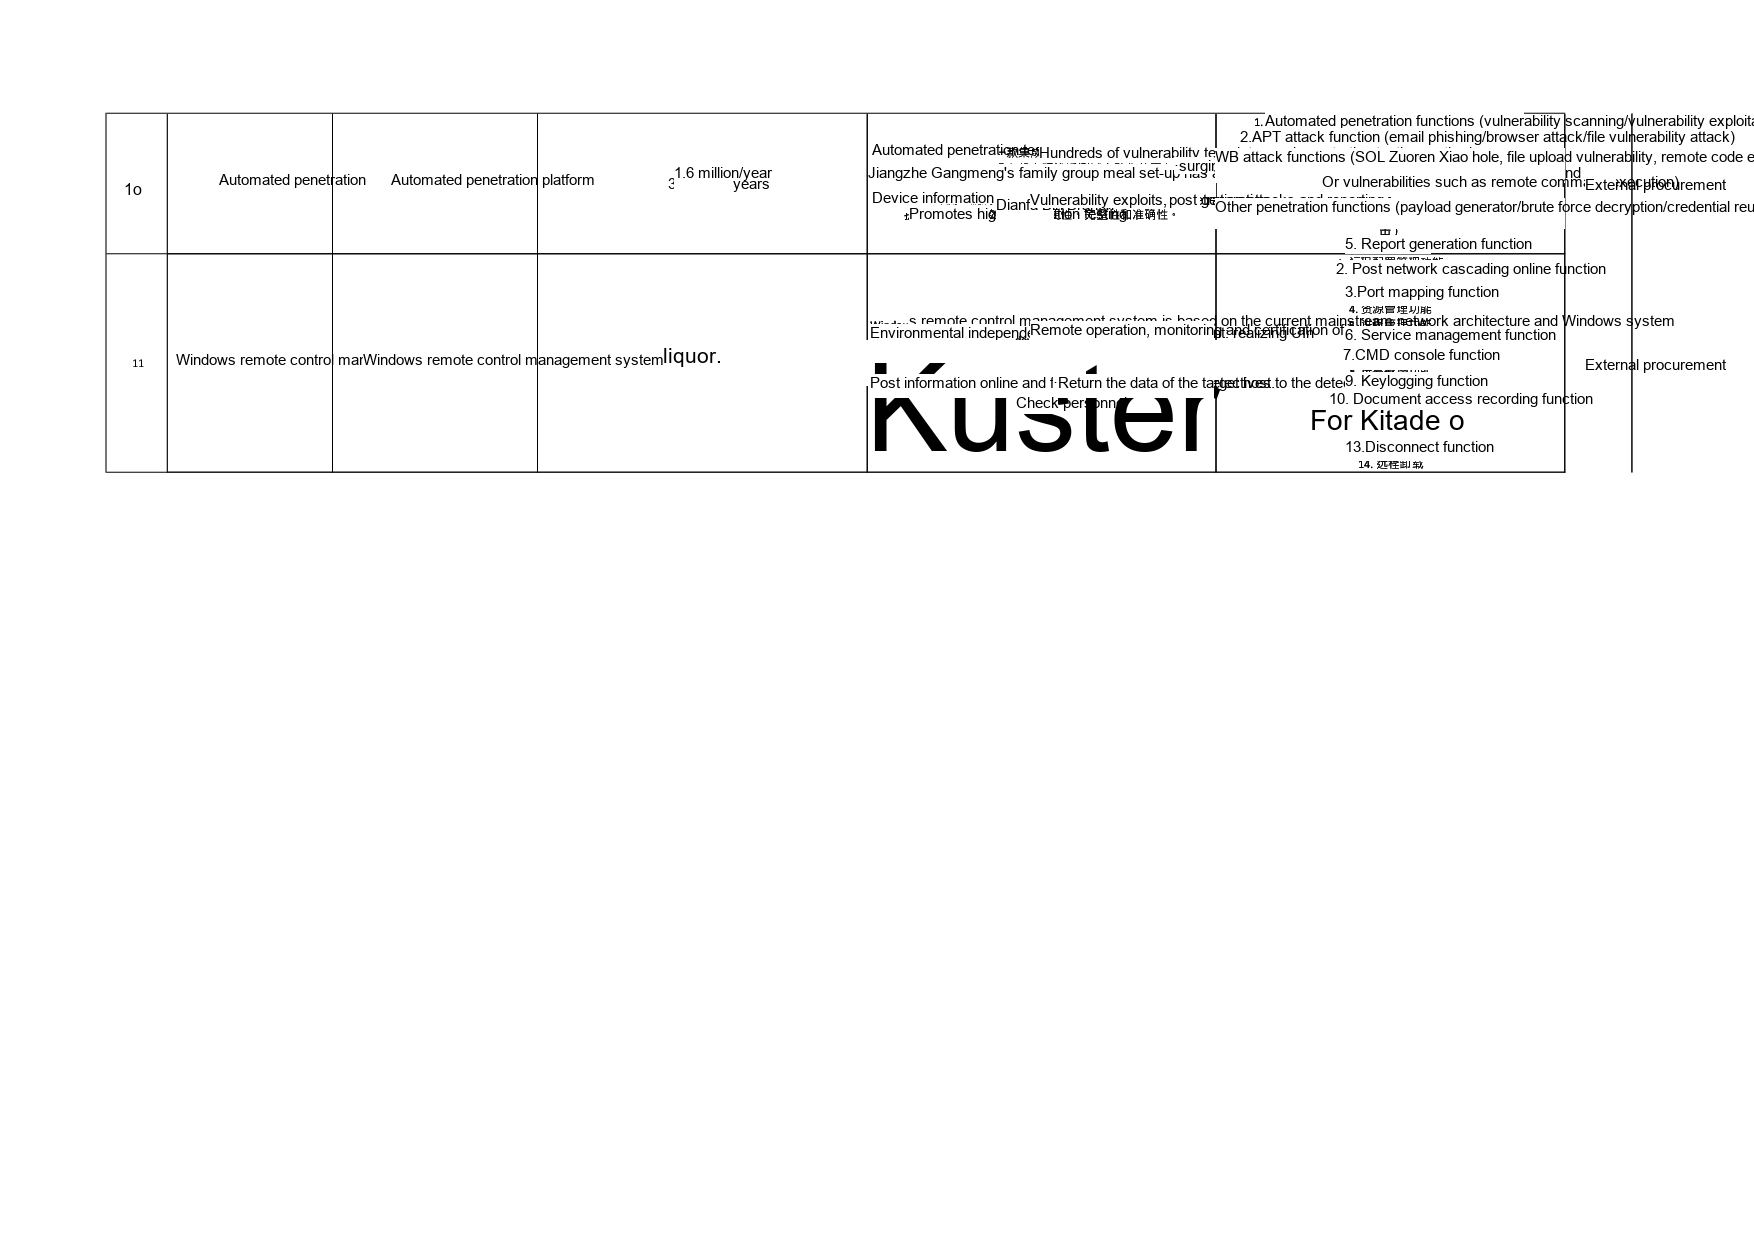 1o
Automated penetration
Automated penetration platform
1.6 million/year
3
years
Automated penetration
Hundreds of vulnerability te
surgin
Jiangzhe Gangmeng's family group meal set-up has
Device information
Vulnerability exploits, post
Promotes hig
1.Automated penetration functions (vulnerability scanning/vulnerability exploita
2.APT attack function (email phishing/browser attack/file vulnerability attack)
WB attack functions (SOL Zuoren Xiao hole, file upload vulnerability, remote code e
Or vulnerabilities such as remote comma
execution)
Other penetration functions (payload generator/brute force decryption/credential reu
5. Report generation function
External procurement
11
Windows remote control mar
Windows remote control management system
liquor.
s remote control management system is based on the current mainstream network architecture and Windows system
Environmental independ
Remote operation, monitoring and certification of
Post information online and
Return the data of the target host to the dete
Check personnel
Kuster
2. Post network cascading online function
3.Port mapping function
4. 资源管理功能
6. Service management function
7.CMD console function
9. Keylogging function
10. Document access recording function
For Kitade o
13.Disconnect function
14. 远程卸载
External procurement